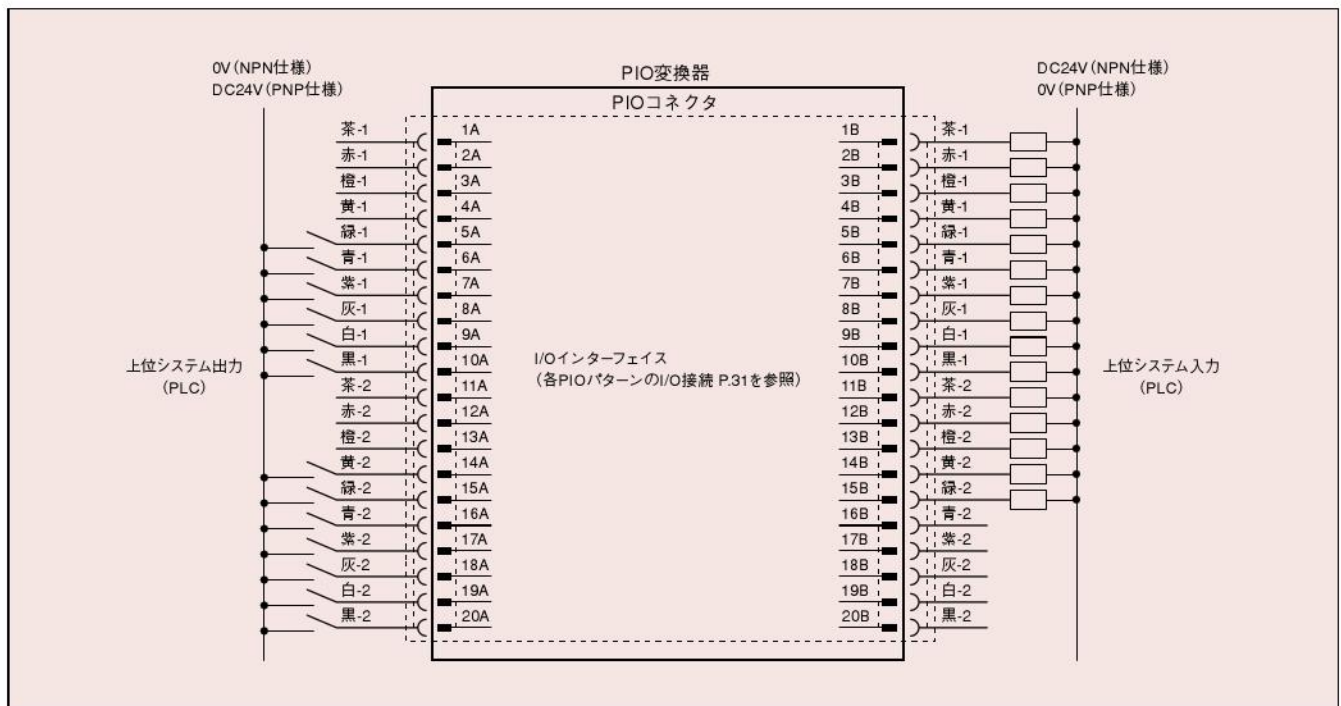 0V(NPN仕様)
DC24V(PNP仕様)
PIO変換器
PIOコネクタ
DC24V(NPN仕様)
0V(PNP仕様)
茶-1 1A 1B 茶-1
赤-1 2A 2B 赤-1
橙-1 3A 3B 橙-1
黄-1 4A 4B 黄-1
緑-1 5A 5B 緑-1
青-1 6A 6B 青-1
紫-1 7A 7B 紫-1
灰-1 8A 8B 灰-1
白-1 9A 9B 白-1
黒-1 10A 10B 黒-1
茶-2 11A 11B 茶-2
赤-2 12A 12B 赤-2
橙-2 13A 13B 橙-2
黄-2 14A 14B 黄-2
緑-2 15A 15B 緑-2
青-2 16A 16B 青-2
紫-2 17A 17B 紫-2
灰-2 18A 18B 灰-2
白-2 19A 19B 白-2
黒-2 20A 20B 黒-2
上位システム出力
(PLC)
I/Oインターフェイス
(各PIOパターンのI/O接続 P.31を参照)
上位システム入力
(PLC)